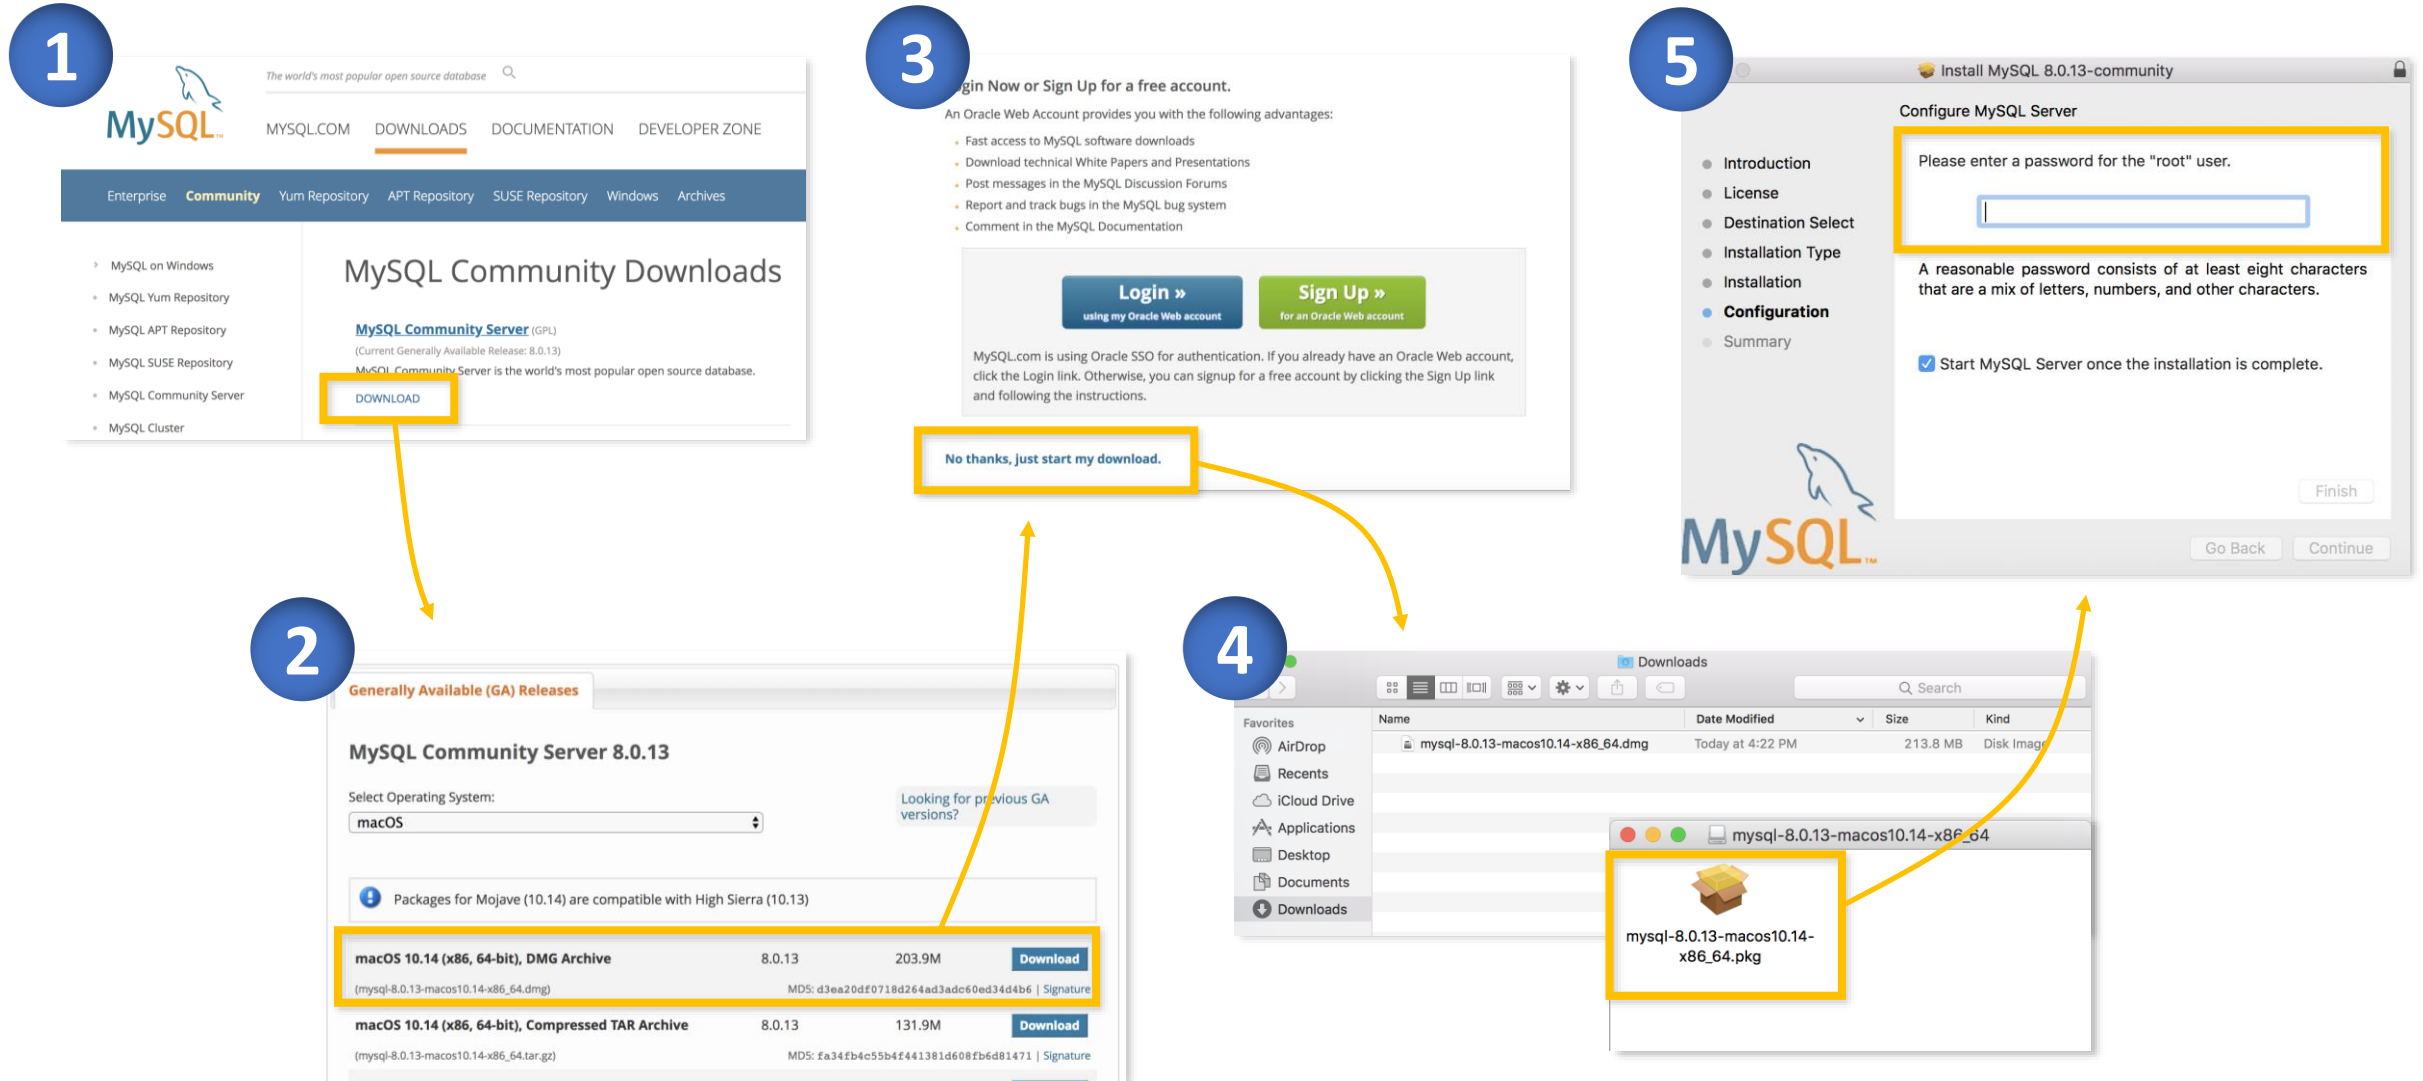 1
The world's most popular open source database
MySQL™
MYSQL.COM DOWNLOADS DOCUMENTATION DEVELOPER ZONE
Enterprise Community Yum Repository APT Repository SUSE Repository Windows Archives
MySQL on Windows
MySQL Yum Repository
MySQL APT Repository
MySQL SUSE Repository
MySQL Community Server
MySQL Cluster
MySQL Community Downloads
MySQL Community Server (GPL)
(Current Generally Available Release: 8.0.13)
MySQL Community Server is the world's most popular open source database.
DOWNLOAD
2
Generally Available (GA) Releases
MySQL Community Server 8.0.13
Select Operating System:
macOS
Looking for previous GA
versions?
Packages for Mojave (10.14) are compatible with High Sierra (10.13)
macOS 10.14 (x86, 64-bit), DMG Archive 8.0.13 203.9M Download
(mysql-8.0.13-macos10.14-x86_64.dmg) MD5: d3ea20df0718d264ad3adc60ed34d4b6 | Signature
macOS 10.14 (x86, 64-bit), Compressed TAR Archive 8.0.13 131.9M Download
(mysql-8.0.13-macos10.14-x86_64.tar.gz) MD5: fa34fb4c55b4f441381d608fb6d81471 | Signature
3
gin Now or Sign Up for a free account.
An Oracle Web Account provides you with the following advantages:
Fast access to MySQL software downloads
Download technical White Papers and Presentations
Post messages in the MySQL Discussion Forums
Report and track bugs in the MySQL bug system
Comment in the MySQL Documentation
Login »
using my Oracle Web account
Sign Up »
for an Oracle Web account
MySQL.com is using Oracle SSO for authentication. If you already have an Oracle Web account,
click the Login link. Otherwise, you can signup for a free account by clicking the Sign Up link
and following the instructions.
No thanks, just start my download.
4
Downloads
Search
Favorites
AirDrop
Recents
iCloud Drive
Applications
Desktop
Documents
Downloads
Name Date Modified Size Kind
mysql-8.0.13-macos10.14-x86_64.dmg Today at 4:22 PM 213.8 MB Disk Image
mysql-8.0.13-macos10.14-x86_64
mysql-8.0.13-macos10.14-
x86_64.pkg
5
Install MySQL 8.0.13-community
Configure MySQL Server
Introduction
License
Destination Select
Installation Type
Installation
Configuration
Summary
Please enter a password for the "root" user.
A reasonable password consists of at least eight characters
that are a mix of letters, numbers, and other characters.
Start MySQL Server once the installation is complete.
Finish
MySQL™
Go Back Continue